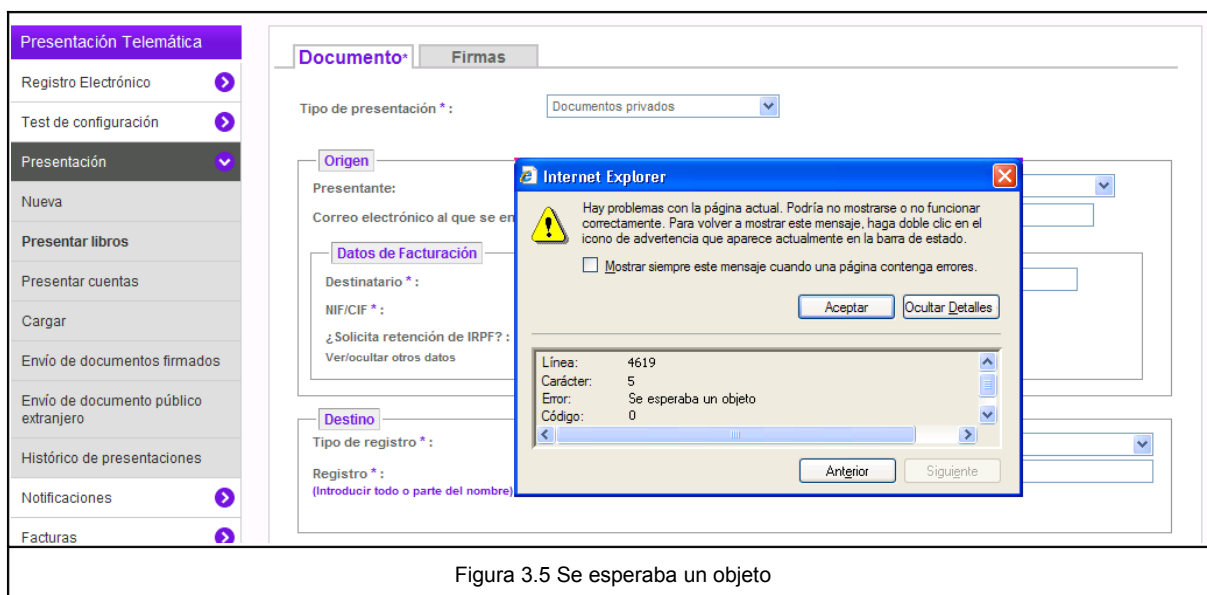 Presentación Telemática
Registro Electrónico
Test de configuración
Presentación
Nueva
Presentar libros
Presentar cuentas
Cargar
Envío de documentos firmados
Envío de documento público
extranjero
Histórico de presentaciones
Notificaciones
Facturas
Documento*
Firmas
Tipo de presentación * :
Documentos privados
Origen
Presentante:
Correo electrónico al que se en
Datos de Facturación
Destinatario * :
NIF/CIF * :
¿Solicita retención de IRPF? :
Ver/ocultar otros datos
Destino
Tipo de registro * :
Registro * :
(Introducir todo o parte del nombre)
Internet Explorer
Hay problemas con la página actual. Podría no mostrarse o no funcionar
correctamente. Para volver a mostrar este mensaje, haga doble clic en el
icono de advertencia que aparece actualmente en la barra de estado.
Mostrar siempre este mensaje cuando una página contenga errores.
Aceptar
Ocultar Detalles
Línea: 4619
Carácter: 5
Error: Se esperaba un objeto
Código: 0
Anterior
Siguiente
Figura 3.5 Se esperaba un objeto